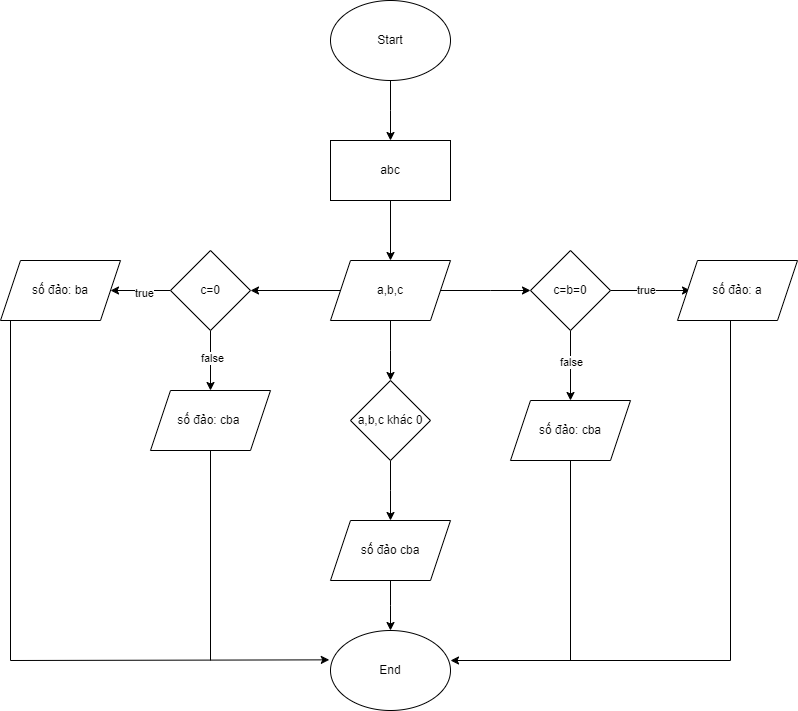 Start
abc
số đảo: ba
true
c=0
a,b,c
c=b=0
true
số đảo: a
false
false
số đảo: cba
a,b,c khác 0
số đảo: cba
số đảo cba
End